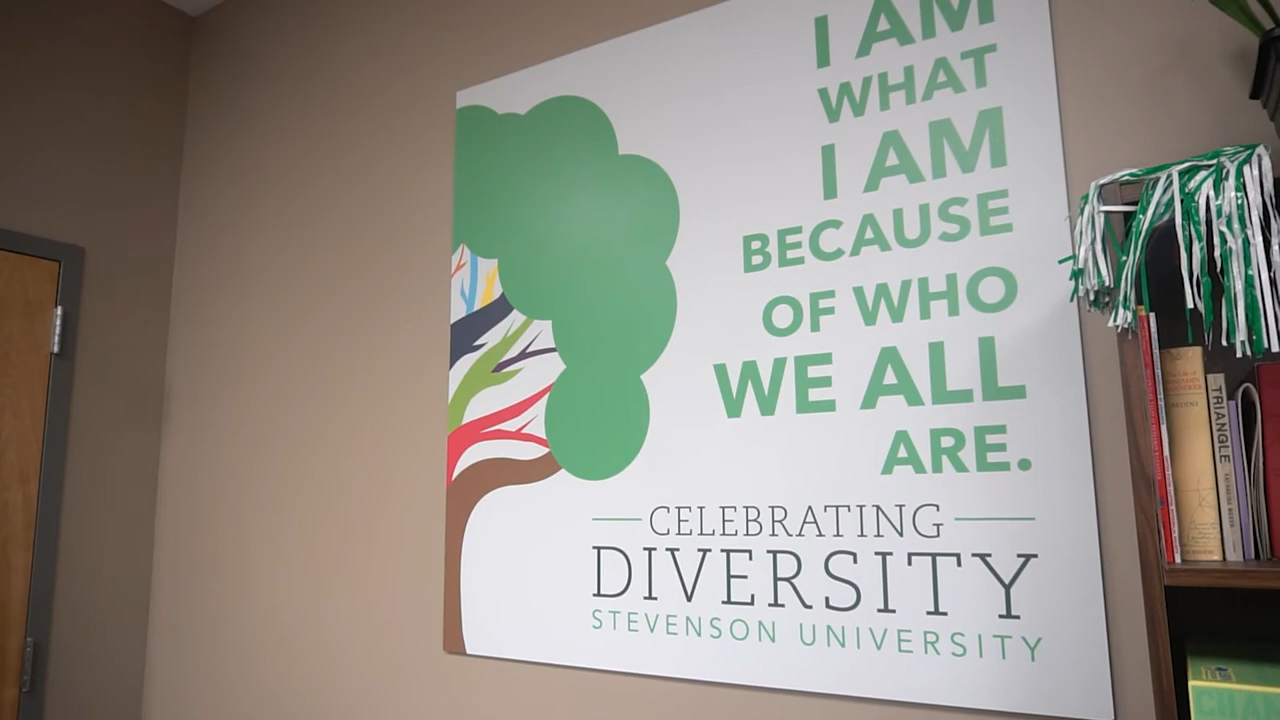 I AM
WHAT
I AM
BECAUSE
OF WHO
WE ALL
ARE.
CELEBRATING
DIVERSITY
STEVENSON UNIVERSITY
TRIANGLE